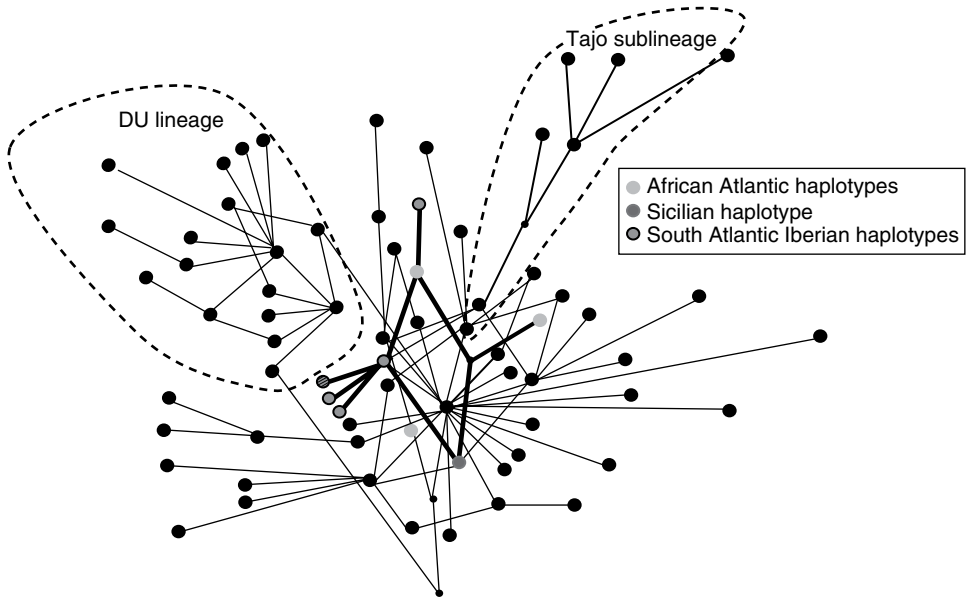 Tajo sublineage
DU lineage
African Atlantic haplotypes
Sicilian haplotype
South Atlantic Iberian haplotypes